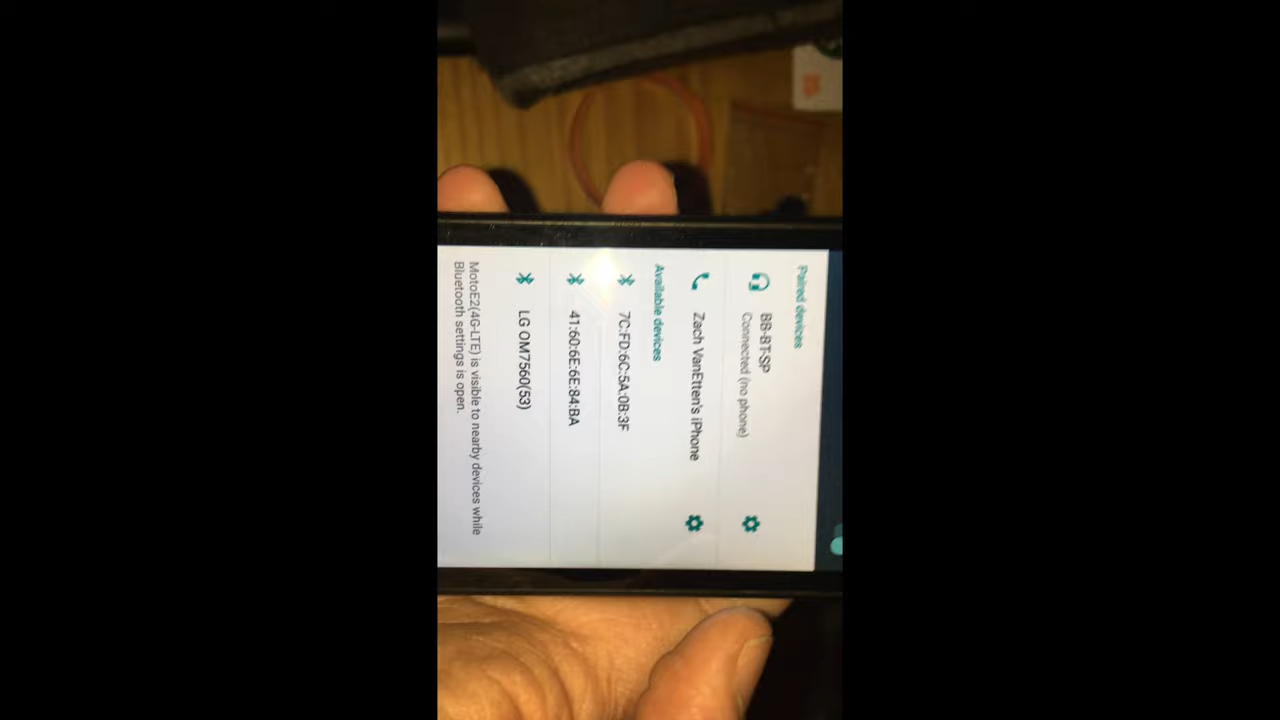 Paired devices
BB-BT-SP
Connected (no phone)
Zach VanEtten's iPhone
Available devices
7C:FD:6C:5A:0B:3F
41:60:6E:6E:84:BA
LG OM7560(53)
MotoE2(4G-LTE) is visible to nearby devices while
Bluetooth settings is open.